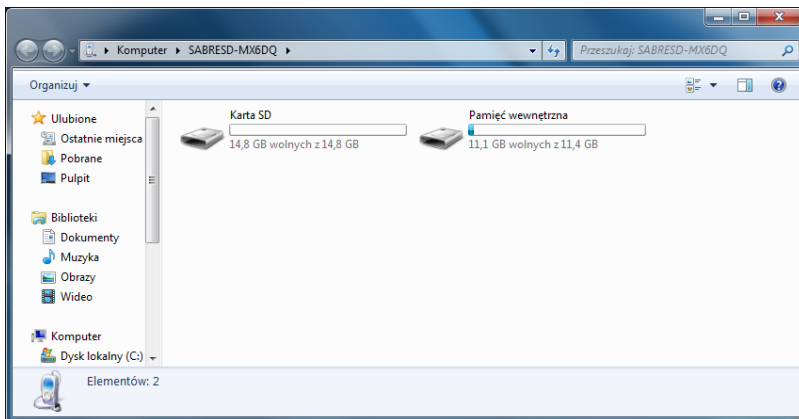 Komputer SABRESD-MX6DQ
Przeszukaj: SABRESD-MX6DQ
Organizuj
Ulubione
Ostatnie miejsca
Pobrane
Pulpit
Biblioteki
Dokumenty
Muzyka
Obrazy
Wideo
Komputer
Dysk lokalny (C:)
Karta SD
14,8 GB wolnych z 14,8 GB
Pamięć wewnętrzna
11,1 GB wolnych z 11,4 GB
Elementów: 2